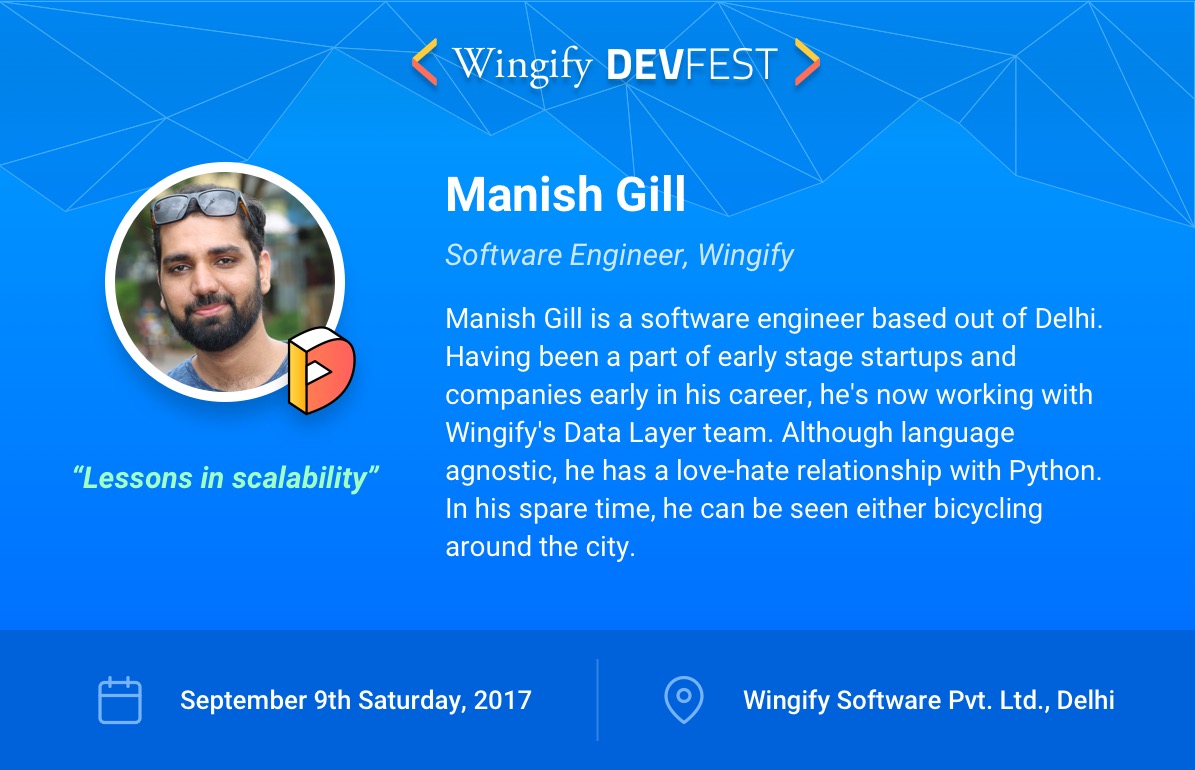 Wingify DEVFEST
Manish Gill
Software Engineer, Wingify
Manish Gill is a software engineer based out of Delhi.
Having been a part of early stage startups and
companies early in his career, he's now working with
Wingify's Data Layer team. Although language
agnostic, he has a love-hate relationship with Python.
In his spare time, he can be seen either bicycling
around the city.
“Lessons in scalability”
September 9th Saturday, 2017
Wingify Software Pvt. Ltd., Delhi